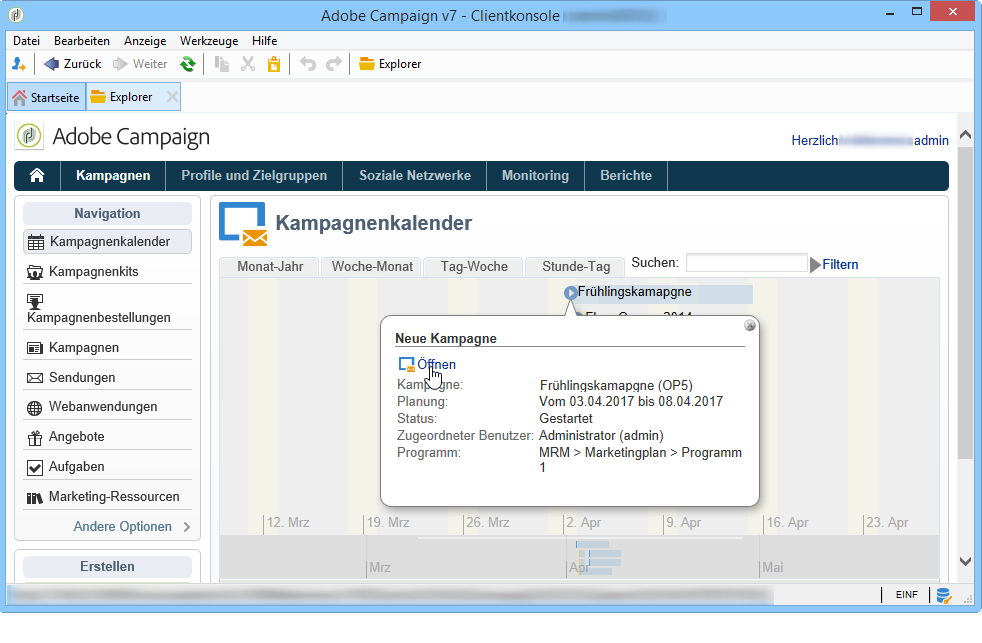 Adobe Campaign v7 - Clientkonsole
Datei Bearbeiten Anzeige Werkzeuge Hilfe
Zurück Weiter Explorer
Startseite Explorer
Adobe Campaign
Herzlich admin
Kampagnen Profile und Zielgruppen Soziale Netzwerke Monitoring Berichte
Navigation
Kampagnenkalender
Kampagnenkits
Kampagnenbestellungen
Kampagnen
Sendungen
Webanwendungen
Angebote
Aufgaben
Marketing-Ressourcen
Andere Optionen
Erstellen
Kampagnenkalender
Monat-Jahr Woche-Monat Tag-Woche Stunde-Tag Suchen: Filtern
Frühlingskamapgne
Neue Kampagne
Öffnen
Kampagne: Frühlingskamapgne (OP5)
Planung: Vom 03.04.2017 bis 08.04.2017
Status: Gestartet
Zugeordneter Benutzer: Administrator (admin)
Programm: MRM > Marketingplan > Programm
1
12. Mrz 19. Mrz 26. Mrz 2. Apr 9. Apr 16. Apr 23. Apr
Mrz Apr Mai
EINF